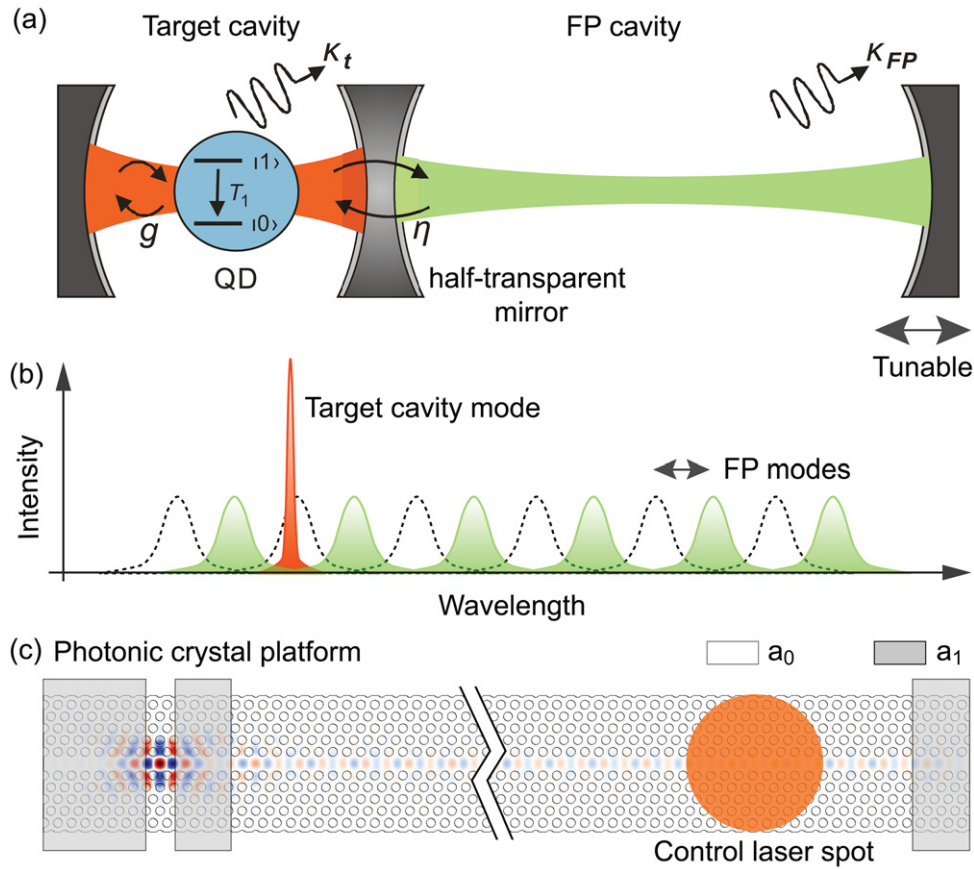 (a)
Target cavity
FP cavity
κt
κFP
|1⟩
T1
|0⟩
g
η
QD
half-transparent
mirror
Tunable
(b)
Target cavity mode
FP modes
Intensity
Wavelength
(c) Photonic crystal platform
a0
a1
Control laser spot